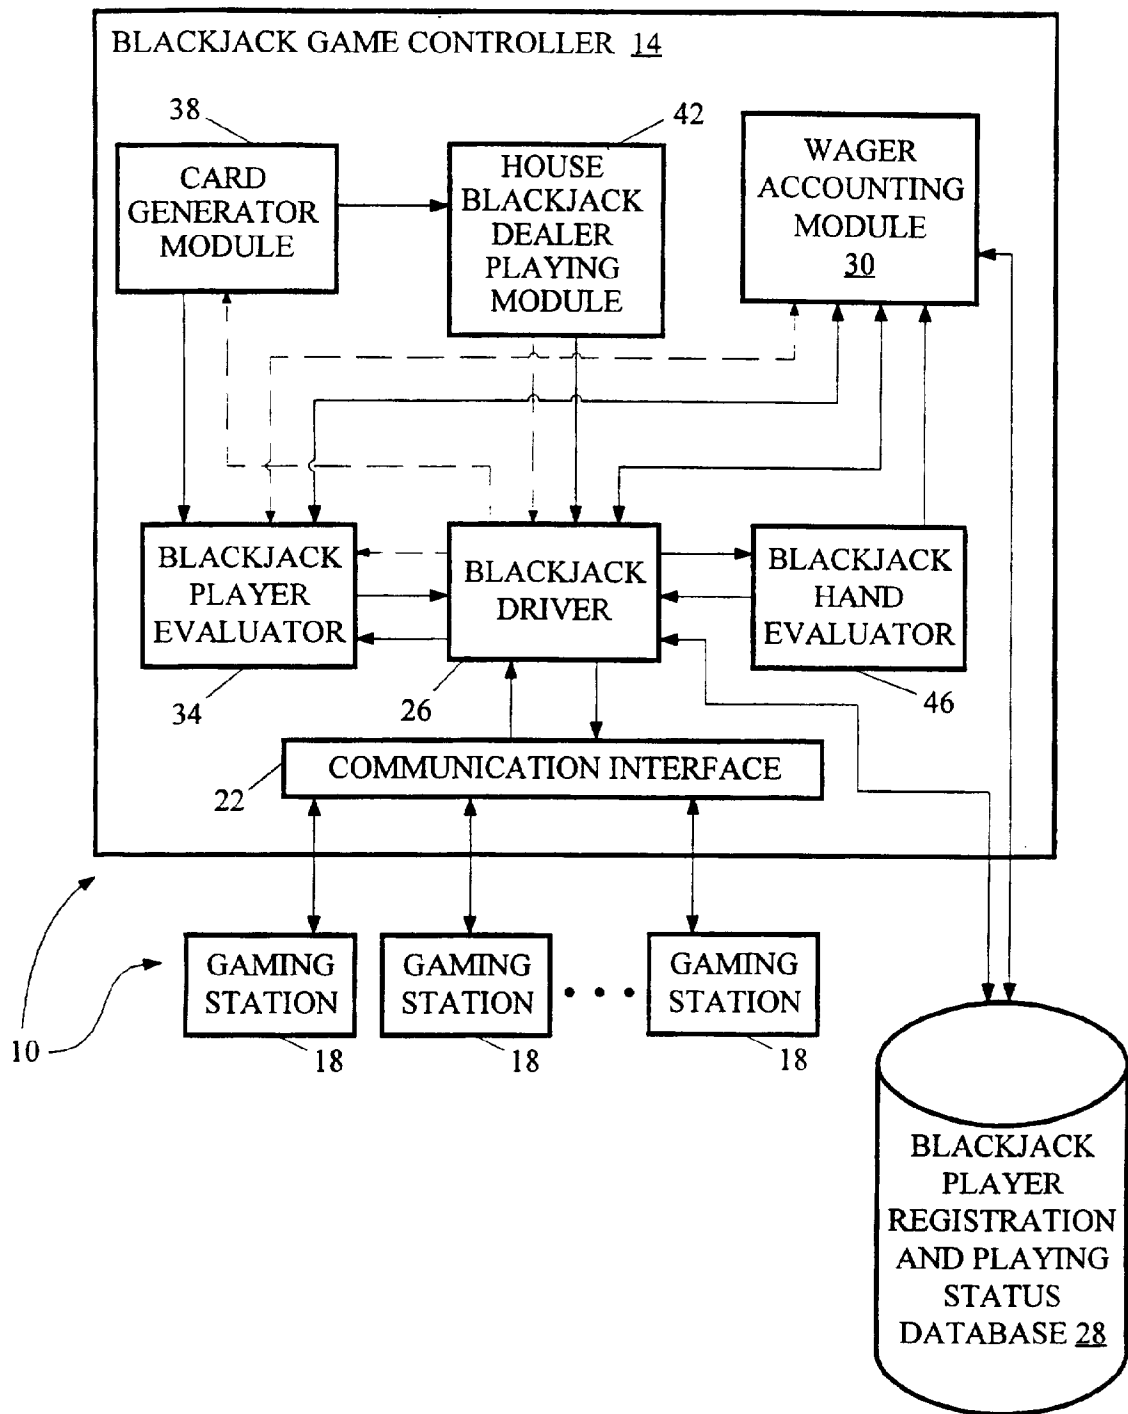 BLACKJACK GAME CONTROLLER 14
38
42
CARD
GENERATOR
MODULE
HOUSE
BLACKJACK
DEALER
PLAYING
MODULE
WAGER
ACCOUNTING
MODULE
30
BLACKJACK
PLAYER
EVALUATOR
BLACKJACK
DRIVER
BLACKJACK
HAND
EVALUATOR
34
26
46
COMMUNICATION INTERFACE
22
GAMING
STATION
GAMING
STATION
GAMING
STATION
10
18
18
18
BLACKJACK
PLAYER
REGISTRATION
AND PLAYING
STATUS
DATABASE 28